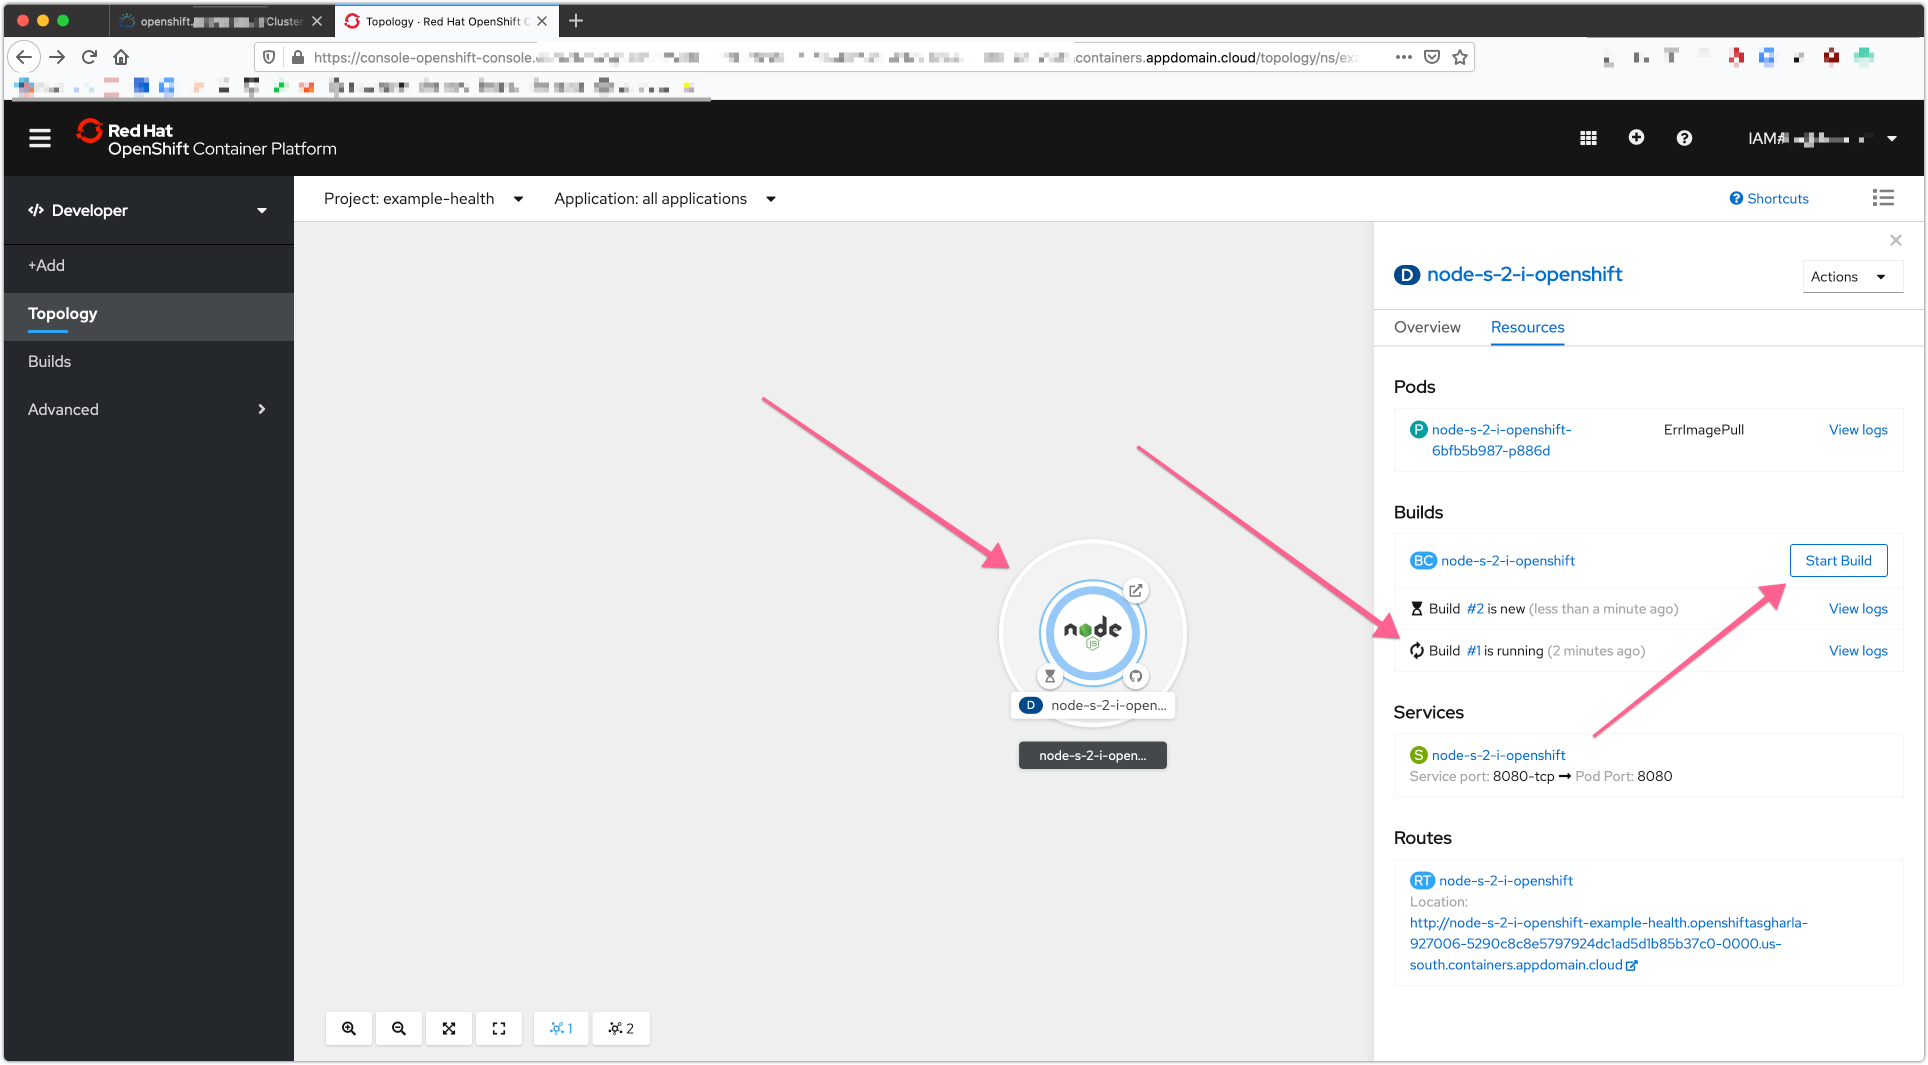 openshift. Cluster
Topology · Red Hat OpenShift C
https://console-openshift-console. containers.appdomain.cloud/topology/ns/exa
Red Hat
OpenShift Container Platform
IAM#
Developer
Project: example-health
Application: all applications
Shortcuts
+Add
Topology
Builds
Advanced
D node-s-2-i-openshift
Actions
Overview Resources
Pods
P node-s-2-i-openshift-
6bfb5b987-p886d
ErrImagePull
View logs
Builds
BC node-s-2-i-openshift
Start Build
Build #2 is new (less than a minute ago)
View logs
Build #1 is running (2 minutes ago)
View logs
Services
S node-s-2-i-openshift
Service port: 8080-tcp → Pod Port: 8080
Routes
RT node-s-2-i-openshift
Location:
http://node-s-2-i-openshift-example-health.openshiftasgharla-
927006-5290c8c8e5797924dc1ad5d1b85b37c0-0000.us-
south.containers.appdomain.cloud
node
JS
D node-s-2-i-open...
node-s-2-i-open...
1
2